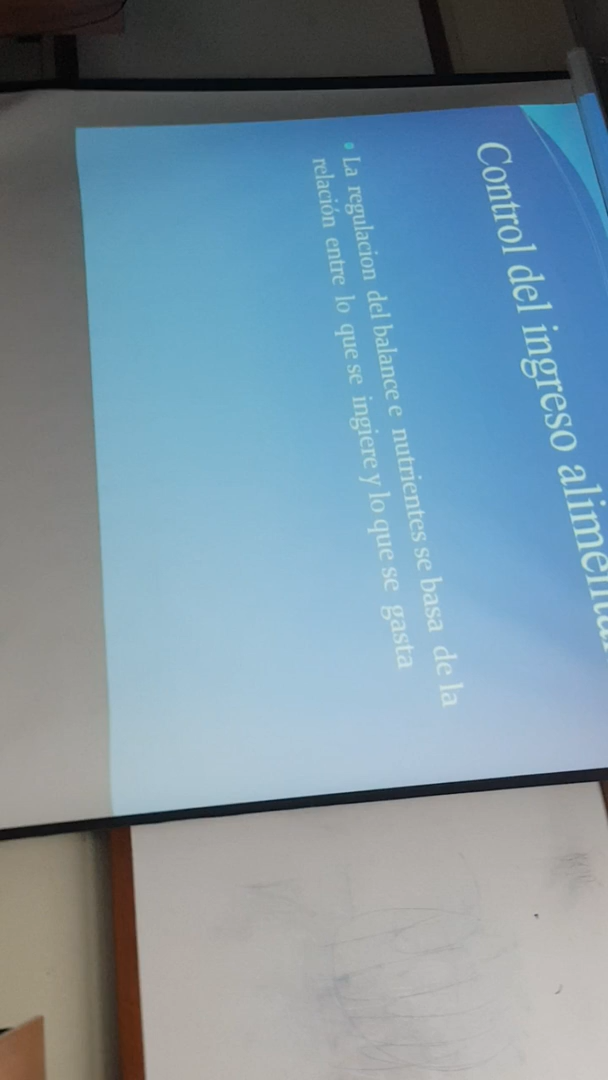 Control del ingreso
• La regulacion del balance e nutrientes se basa de la
relación entre lo que se ingiere y lo que se gasta